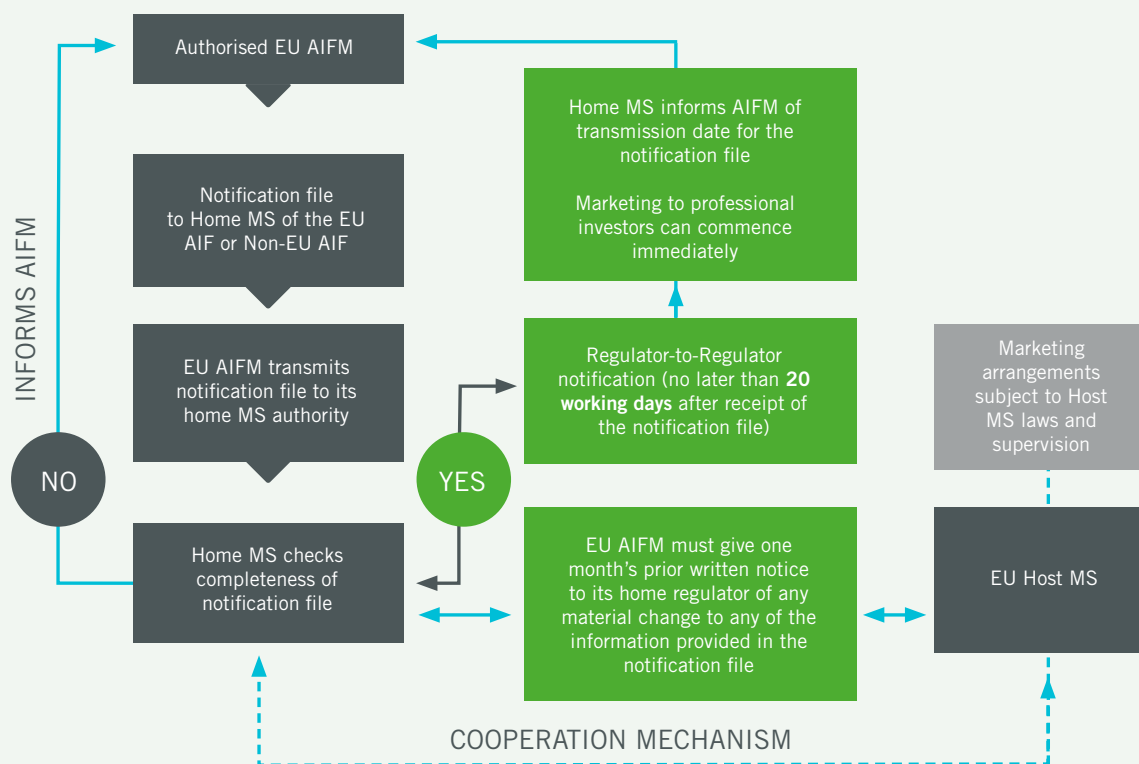 Authorised EU AIFM
Notification file
to Home MS of the EU
AIF or Non-EU AIF
EU AIFM transmits
notification file to its
home MS authority
Home MS checks
completeness of
notification file
INFORMS AIFM
NO
YES
Home MS informs AIFM of
transmission date for the
notification file
Marketing to professional
investors can commence
immediately
Regulator-to-Regulator
notification (no later than 20
working days after receipt of
the notification file)
EU AIFM must give one
month's prior written notice
to its home regulator of any
material change to any of the
information provided in the
notification file
Marketing
arrangements
subject to Host
MS laws and
supervision
EU Host MS
COOPERATION MECHANISM